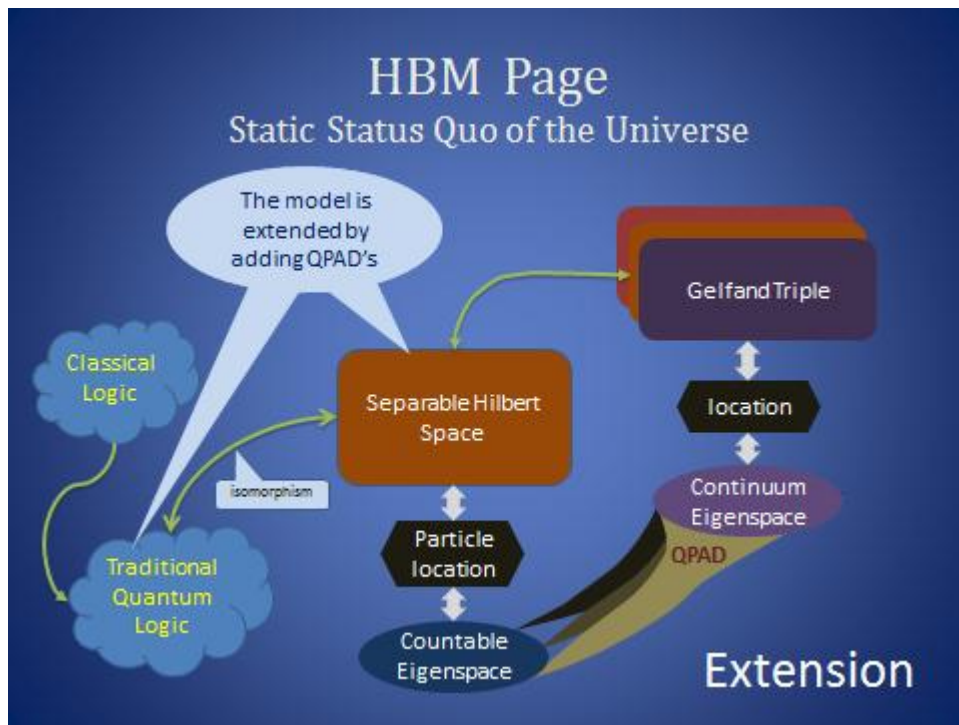 HBM Page
Static Status Quo of the Universe
The model is
extended by
adding QPAD's
Gelfand Triple
Classical
Logic
Separable Hilbert
Space
location
isomorphism
Continuum
Eigenspace
Particle
location
QPAD
Traditional
Quantum
Logic
Countable
Eigenspace
Extension